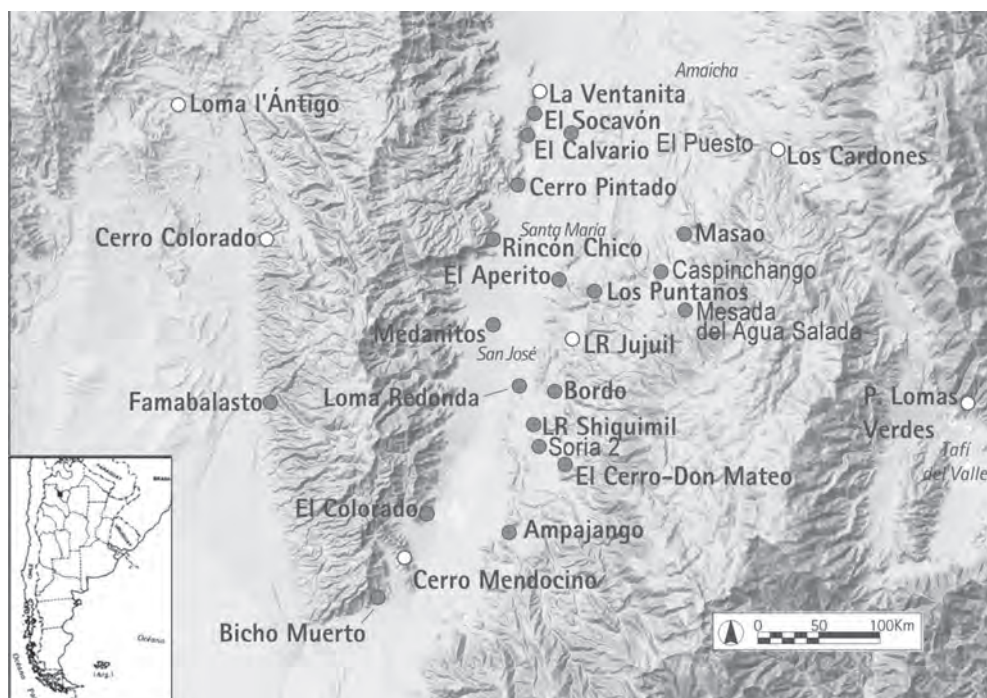 Amaicha
La Ventanita
Loma l'Ántigo
El Socavón
El Puesto
El Calvario
Los Cardones
Cerro Pintado
Santa María
Masao
Cerro Colorado
Rincón Chico
El Aperito
Caspinchango
Los Puntanos
Mesada
del Agua Salada
Medanitos
LR Jujuil
San José
Loma Redonda
Bordo
P. Lomas
Verdes
Famabalasto
LR Shiquimil
Soria 2
Tafí
del Valle
El Cerro-Don Mateo
El Colorado
Ampajango
Cerro Mendocino
Bicho Muerto
0 50 100Km
Océano
(Arg.)
Océano